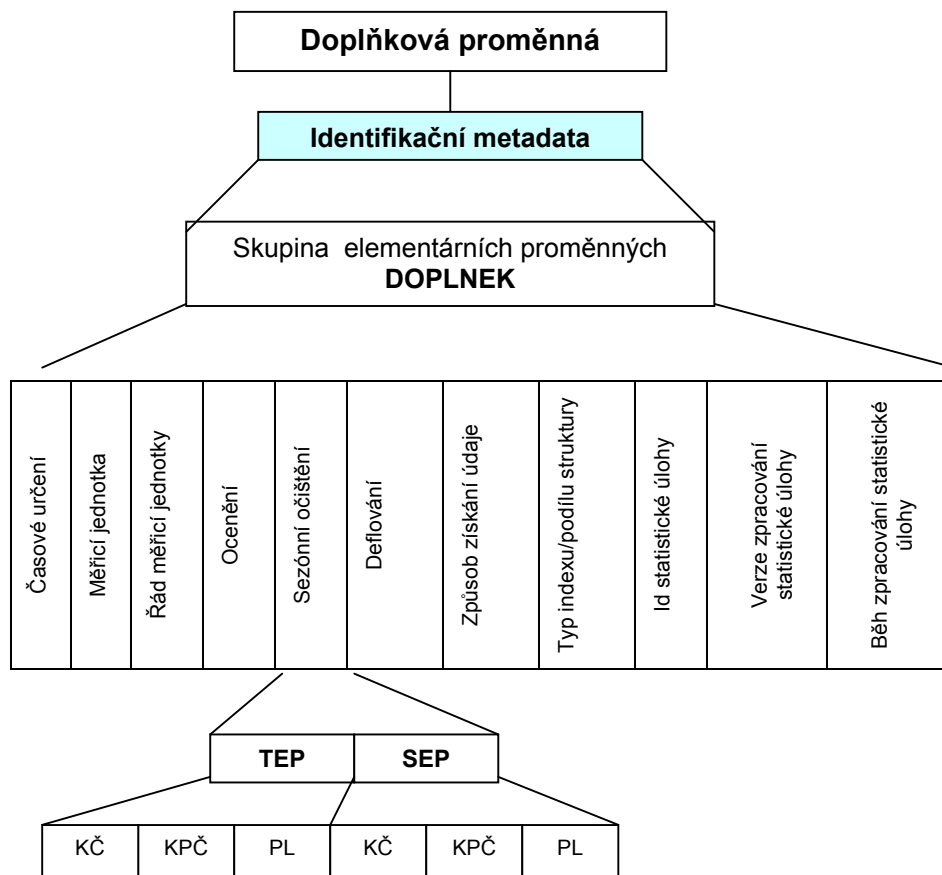 Doplňková proměnná
Identifikační metadata
Skupina elementárních proměnných
DOPLNEK
Časové určení
Měřicí jednotka
Řád měřicí jednotky
Ocenění
Sezónní očištění
Deflování
Způsob získání údaje
Typ indexu/podílu struktury
Id statistické úlohy
Verze zpracování
statistické úlohy
Běh zpracování statistické
úlohy
TEP
SEP
KČ
KPČ
PL
KČ
KPČ
PL